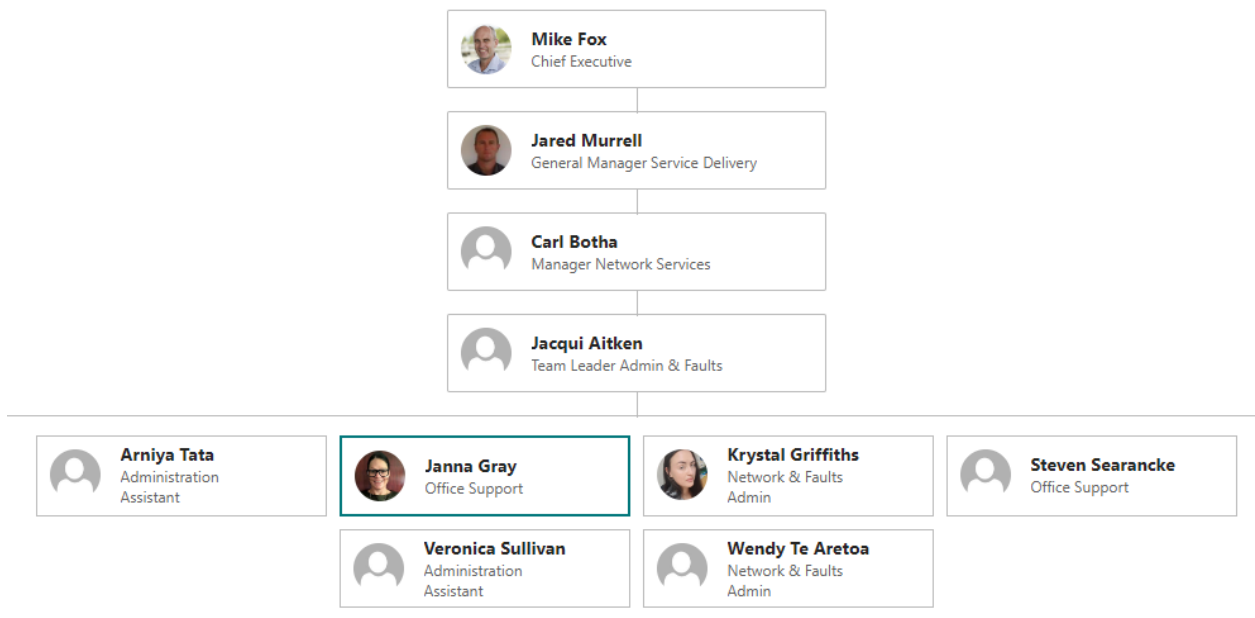 Mike Fox
Chief Executive
Jared Murrell
General Manager Service Delivery
Carl Botha
Manager Network Services
Jacqui Aitken
Team Leader Admin & Faults
Arniya Tata
Administration
Assistant
Janna Gray
Office Support
Krystal Griffiths
Network & Faults
Admin
Steven Searancke
Office Support
Veronica Sullivan
Administration
Assistant
Wendy Te Aretoa
Network & Faults
Admin